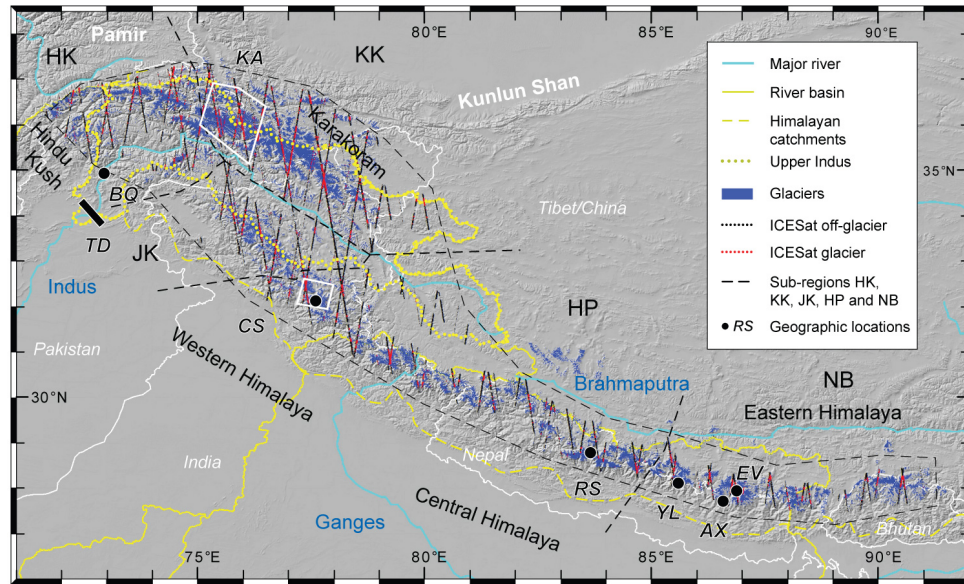 80°E
85°E
90°E
Pamir
HK
KA
KK
Kunlun Shan
Karakoram
Hindu
Kush
BQ
TD
JK
Indus
Tibet/China
35°N
Major river
River basin
Himalayan
catchments
Upper Indus
Glaciers
ICESat off-glacier
ICESat glacier
Sub-regions HK,
KK, JK, HP and NB
RS Geographic locations
HP
CS
Pakistan
Western Himalaya
30°N
Brahmaputra
NB
Eastern Himalaya
India
Nepal
RS
EV
YL
AX
Ganges
Central Himalaya
Bhutan
75°E
80°E
85°E
90°E